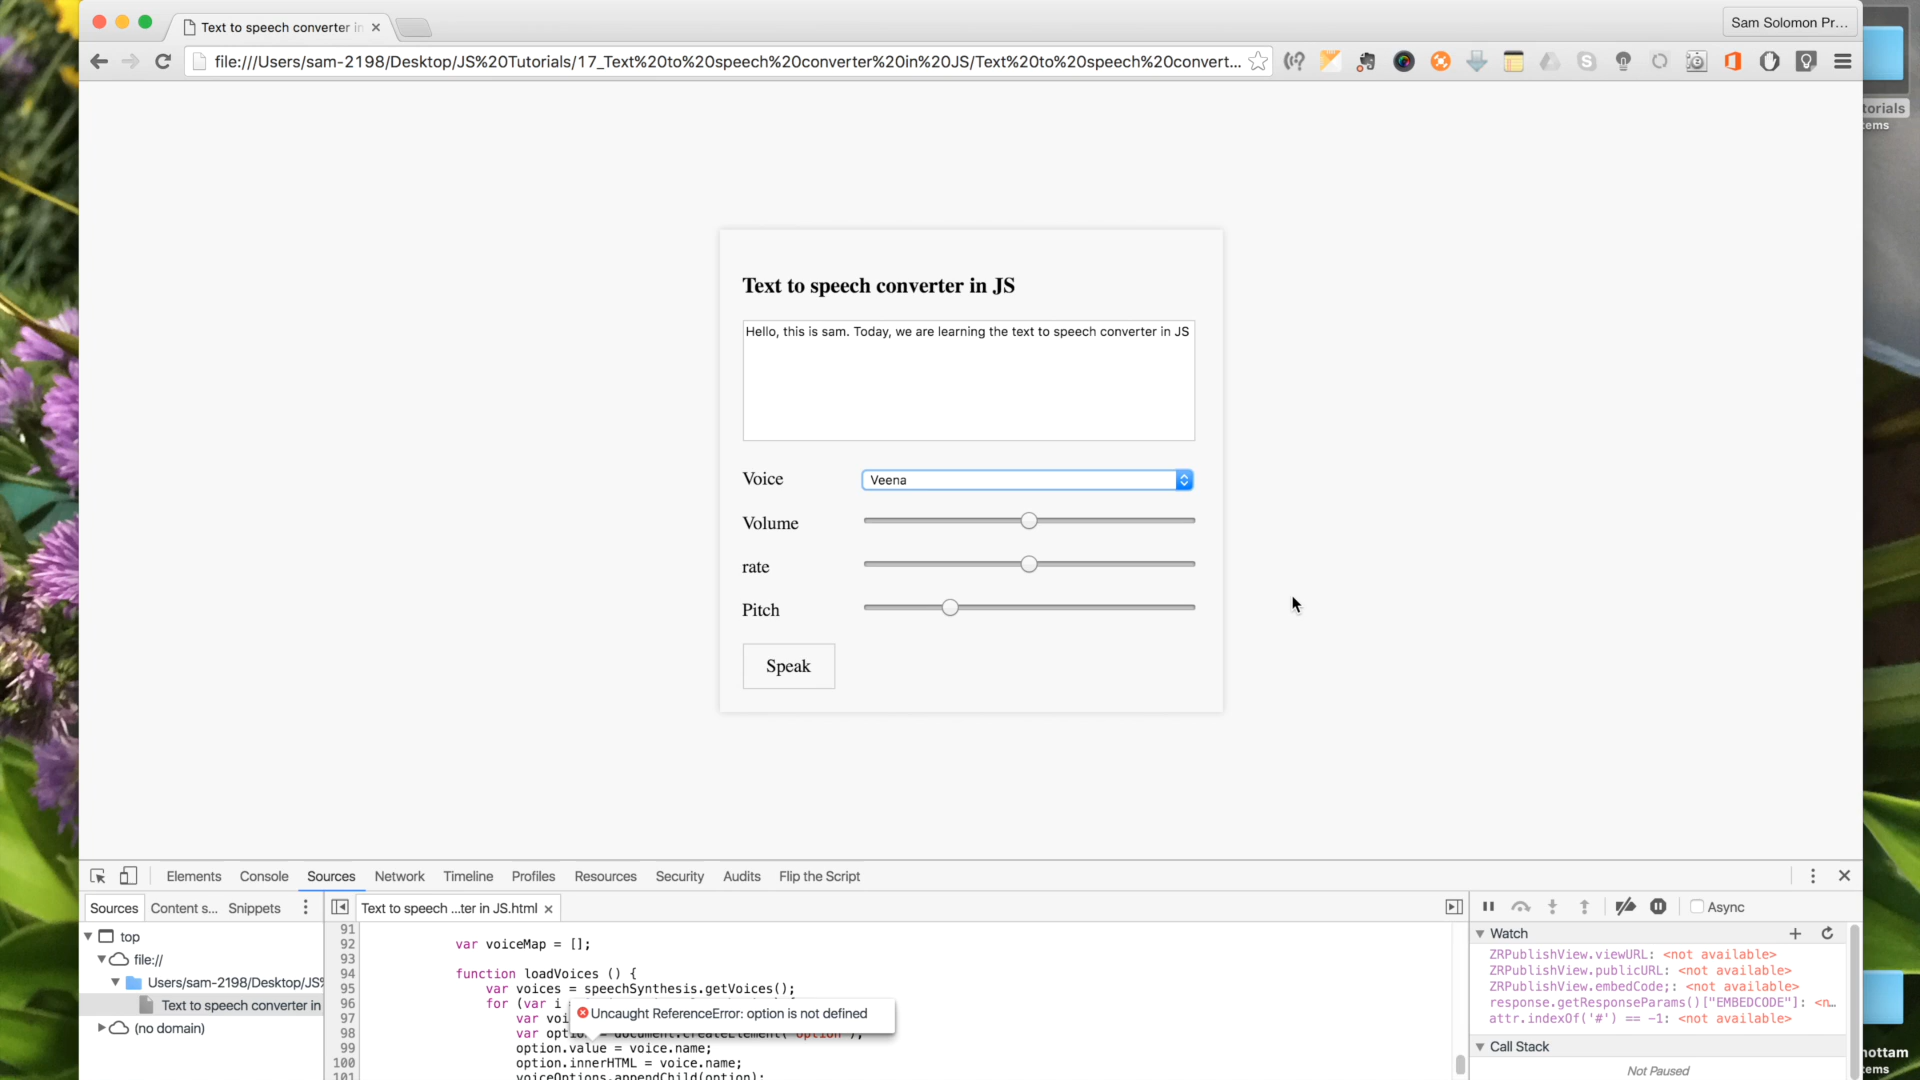 Text to speech converter in
Sam Solomon Pr...
file:///Users/sam-2198/Desktop/JS%20Tutorials/17_Text%20to%20speech%20converter%20in%20JS/Text%20to%20speech%20convert...
torials
tems
Text to speech converter in JS
Hello, this is sam. Today, we are learning the text to speech converter in JS
Voice
Veena
Volume
rate
Pitch
Speak
Elements Console Sources Network Timeline Profiles Resources Security Audits Flip the Script
Sources Content s... Snippets
Text to speech ...ter in JS.html
Async
top
file://
Users/sam-2198/Desktop/JS%
Text to speech converter in
(no domain)
91
92 var voiceMap = [];
93
94 function loadVoices () {
95 var voices = speechSynthesis.getVoices();
96 for (var i
97 var voi
98 var opti
99 option.value = voice.name;
100 option.innerHTML = voice.name;
101 voiceOptions.appendChild(option);
Uncaught ReferenceError: option is not defined
Watch
ZRPublishView.viewURL: <not available>
ZRPublishView.publicURL: <not available>
ZRPublishView.embedCode;: <not available>
response.getResponseParams()["EMBEDCODE"]: <n...
attr.indexOf('#') == -1: <not available>
Call Stack
Not Paused
nottam
tems